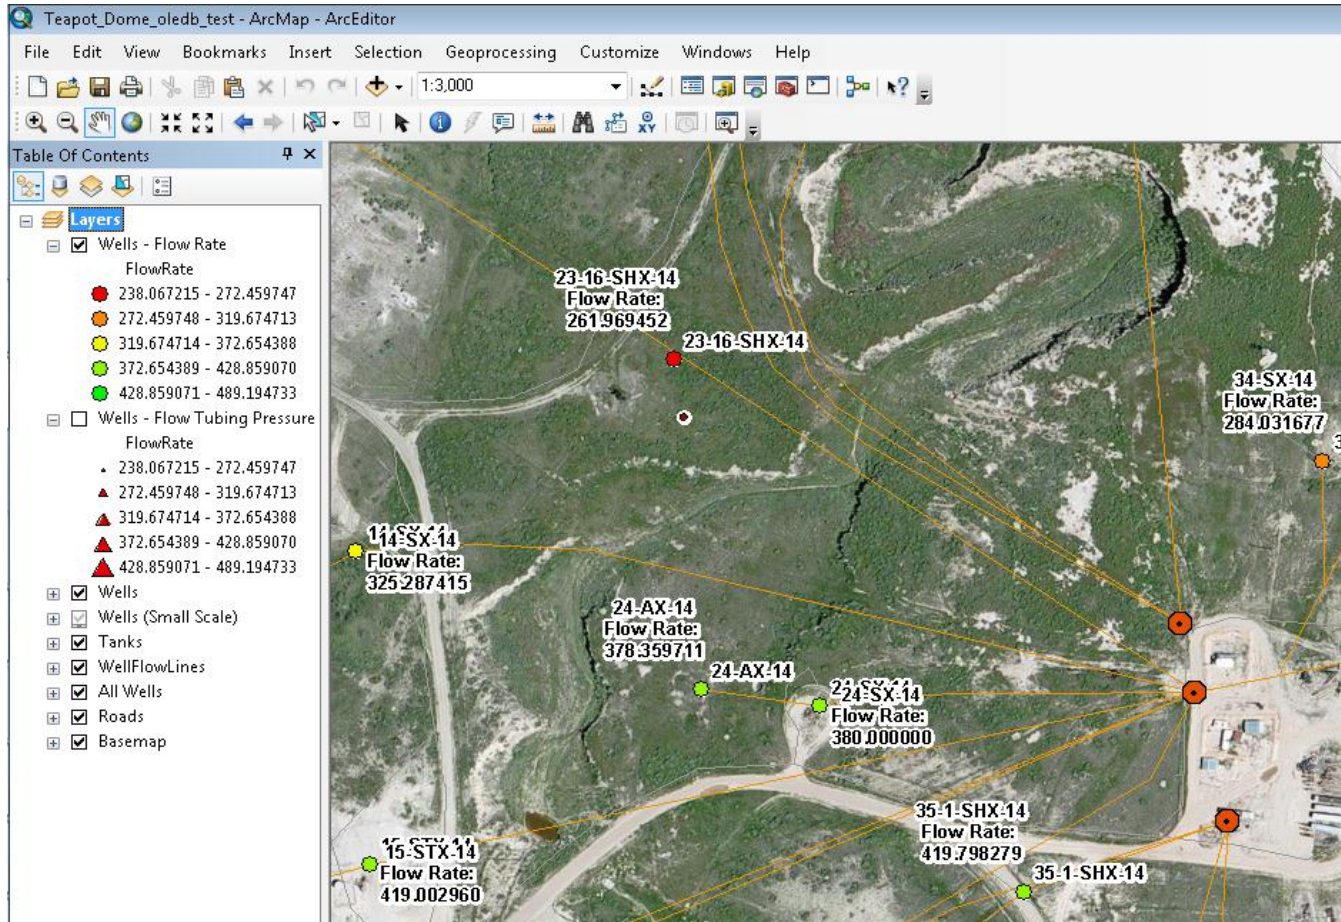 Teapot_Dome_oledb_test - ArcMap - ArcEditor
File Edit View Bookmarks Insert Selection Geoprocessing Customize Windows Help
1:3,000
XY
Table Of Contents
Layers
Wells - Flow Rate
FlowRate
238.067215 - 272.459747
272.459748 - 319.674713
319.674714 - 372.654388
372.654389 - 428.859070
428.859071 - 489.194733
Wells - Flow Tubing Pressure
FlowRate
238.067215 - 272.459747
272.459748 - 319.674713
319.674714 - 372.654388
372.654389 - 428.859070
428.859071 - 489.194733
Wells
Wells (Small Scale)
Tanks
WellFlowLines
All Wells
Roads
Basemap
23-16-SHX-14
Flow Rate:
261.969452
23-16-SHX-14
34-SX-14
Flow Rate:
284.031677
14-SX-14
Flow Rate:
325.287415
24-AX-14
Flow Rate:
378.359711
24-AX-14
24-SX-14
Flow Rate:
380.000000
35-1-SHX-14
Flow Rate:
419.798279
35-1-SHX-14
15-STX-14
Flow Rate:
419.002960